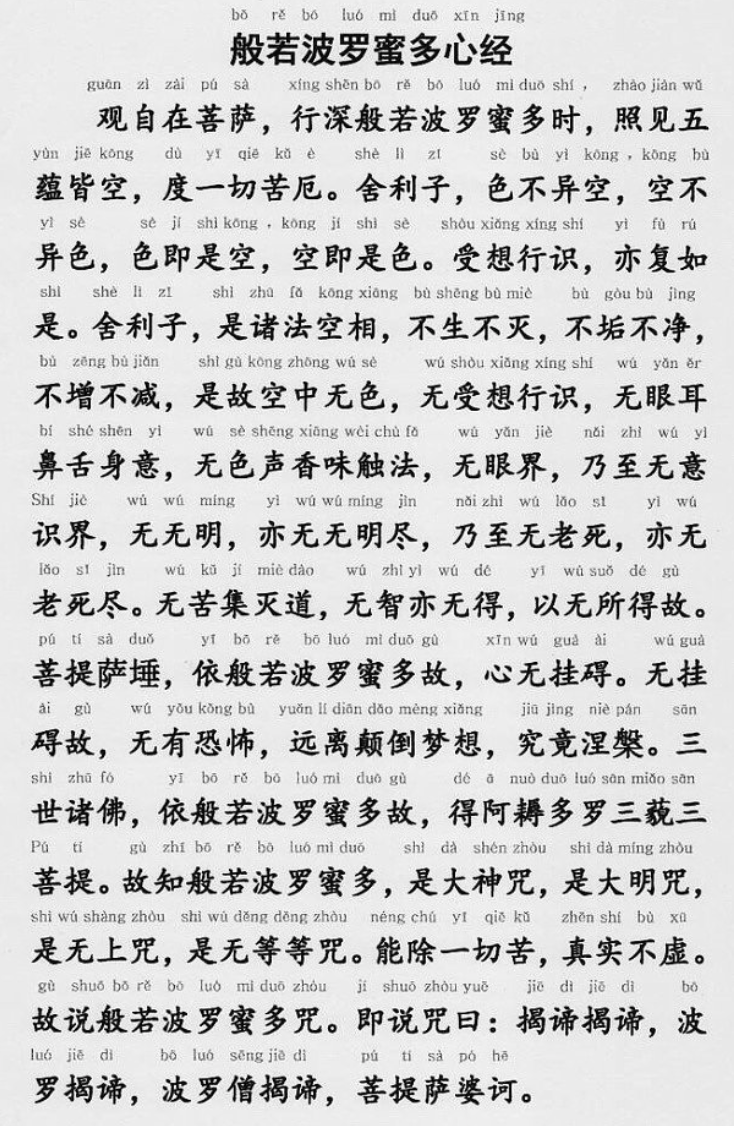 bō rě bō luó mì duō xīn jīng
般若波罗蜜多心经
guān zì zài pú sà xíng shēn bō rě bō luó mì duō shí , zhào jiàn wǔ
观自在菩萨，行深般若波罗蜜多时，照见五
yùn jiē kōng dù yī qiē kǔ è shè lì zǐ sè bù yì kōng , kōng bù
蕴皆空，度一切苦厄。舍利子，色不异空，空不
yì sè sè jí shì kōng , kōng jí shì sè shòu xiǎng xíng shí yì fù rú
异色，色即是空，空即是色。受想行识，亦复如
shì shè lì zǐ shì zhū fǎ kōng xiāng bù shēng bù miè bù gòu bù jìng
是。舍利子，是诸法空相，不生不灭，不垢不净，
bù zēng bù jiǎn shì gù kōng zhōng wú sè wú shòu xiǎng xíng shí wú yǎn ěr
不增不减，是故空中无色，无受想行识，无眼耳
bí shé shēn yì wú sè shēng xiāng wèi chù fǎ wú yǎn jiè nǎi zhì wú yì
鼻舌身意，无色声香味触法，无眼界，乃至无意
Shí jiè wú wú míng yì wú wú míng jìn nǎi zhì wú lǎo sǐ yì wú
识界，无无明，亦无无明尽，乃至无老死，亦无
lǎo sǐ jìn wú kǔ jí miè dào wú zhì yì wú dé yǐ wú suǒ dé gù
老死尽。无苦集灭道，无智亦无得，以无所得故。
pú tí sà duǒ yī bō rě bō luó mì duō gù xīn wú guà ài wú guà
菩提萨埵，依般若波罗蜜多故，心无挂碍。无挂
ài gù wú yǒu kǒng bù yuǎn lí diān dǎo mèng xiǎng jiū jìng niè pán sān
碍故，无有恐怖，远离颠倒梦想，究竟涅槃。三
shì zhū fó yī bō rě bō luó mì duō gù dé ā nuò duō luó sān miǎo sān
世诸佛，依般若波罗蜜多故，得阿耨多罗三藐三
Pú tí gù zhī bō rě bō luó mì duō shì dà shén zhòu shì dà míng zhòu
菩提。故知般若波罗蜜多，是大神咒，是大明咒，
shì wú shàng zhòu shì wú děng děng zhòu néng chú yī qiē kǔ zhēn shí bù xū
是无上咒，是无等等咒。能除一切苦，真实不虚。
gù shuō bō rě bō luó mì duō zhòu jí shuō zhòu yuē jiē dì jiē dì bō
故说般若波罗蜜多咒。即说咒曰：揭谛揭谛，波
luó jiē dì bō luó sēng jiē dì pú tí sà pó hē
罗揭谛，波罗僧揭谛，菩提萨婆诃。